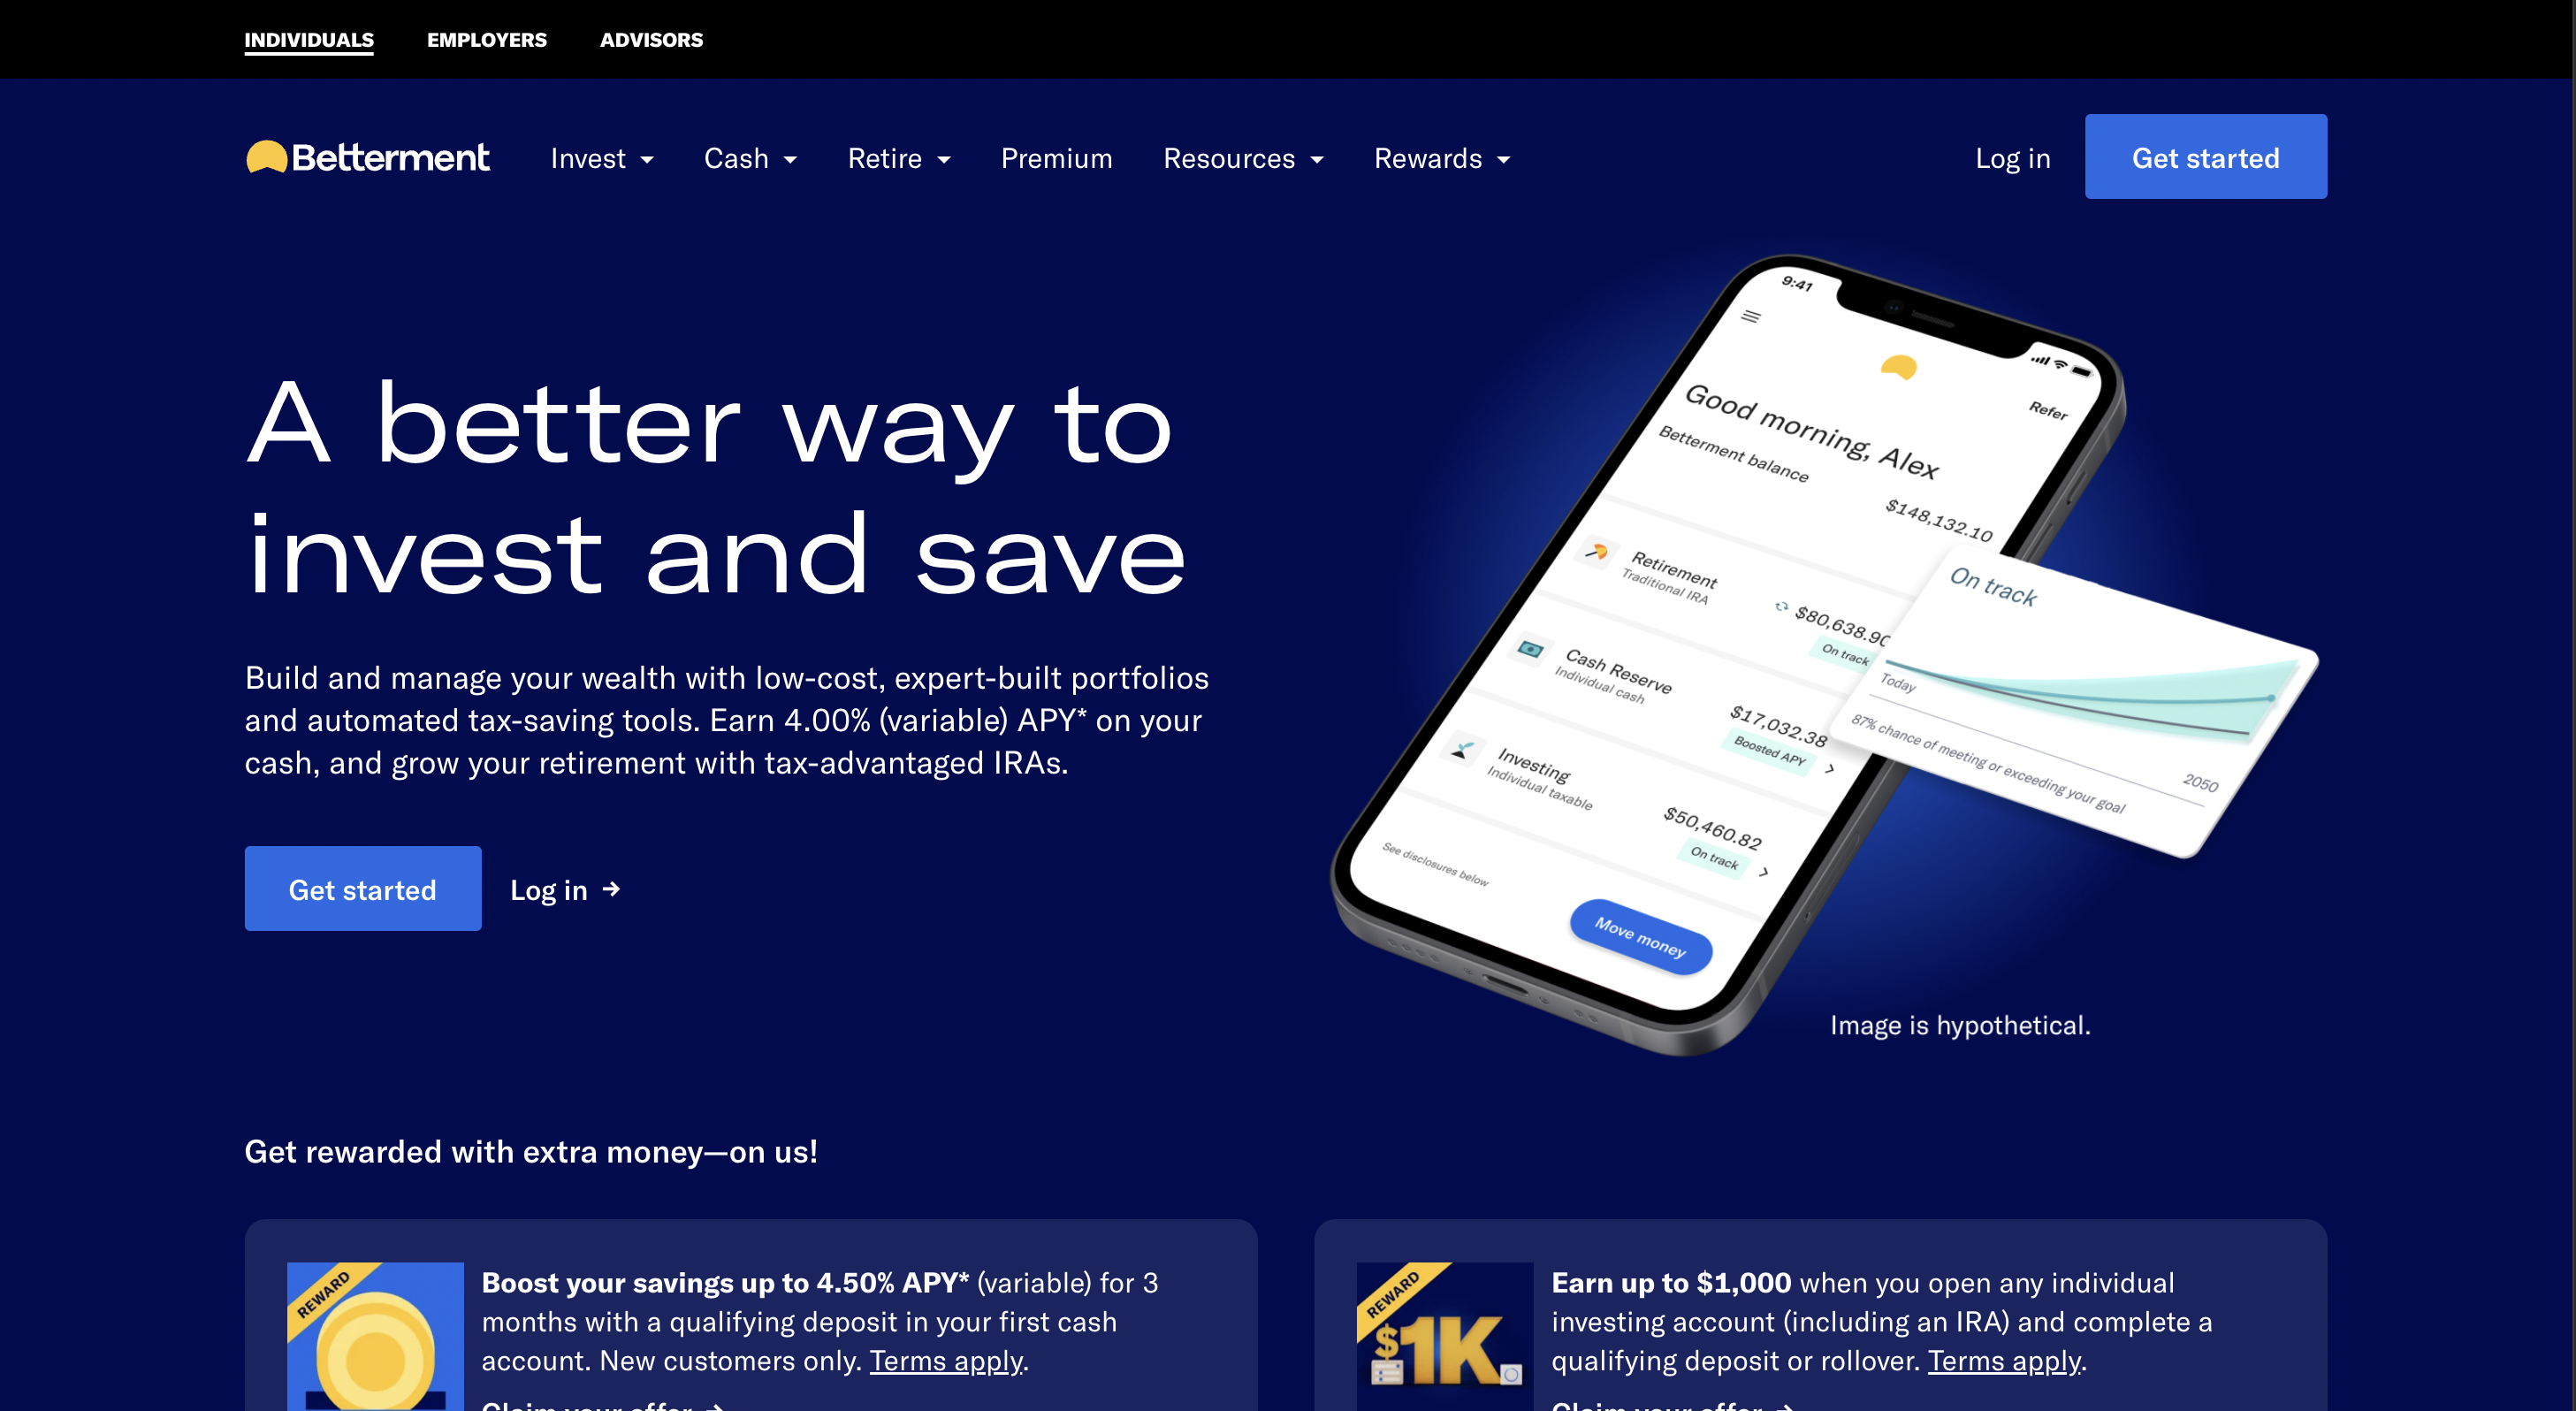 INDIVIDUALS EMPLOYERS ADVISORS
Betterment Invest Cash Retire Premium Resources Rewards Log in Get started
A better way to
invest and save
Build and manage your wealth with low-cost, expert-built portfolios
and automated tax-saving tools. Earn 4.00% (variable) APY* on your
cash, and grow your retirement with tax-advantaged IRAs.
Get started Log in →
9:41
Refer
Good morning, Alex
Betterment balance
$148,132.10
Retirement
Traditional IRA
$80,638.90
On track
Cash Reserve
Individual cash
$17,032.38
Boosted APY
Investing
Individual taxable
$50,460.82
On track
See disclosures below
Move money
On track
Today
2050
87% chance of meeting or exceeding your goal
Image is hypothetical.
Get rewarded with extra money—on us!
REWARD
Boost your savings up to 4.50% APY* (variable) for 3
months with a qualifying deposit in your first cash
account. New customers only. Terms apply.
Claim your offer →
REWARD
$1K
Earn up to $1,000 when you open any individual
investing account (including an IRA) and complete a
qualifying deposit or rollover. Terms apply.
Claim your offer →